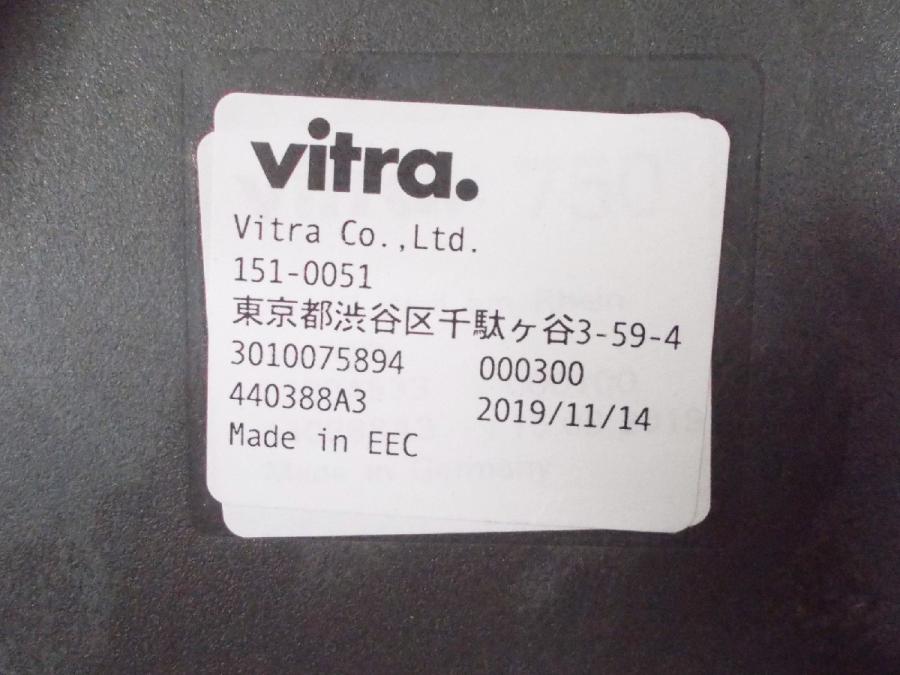 vitra.
Vitra Co.,Ltd.
151-0051
東京都渋谷区千駄ヶ谷3-59-4
3010075894 000300
440388A3 2019/11/14
Made in EEC